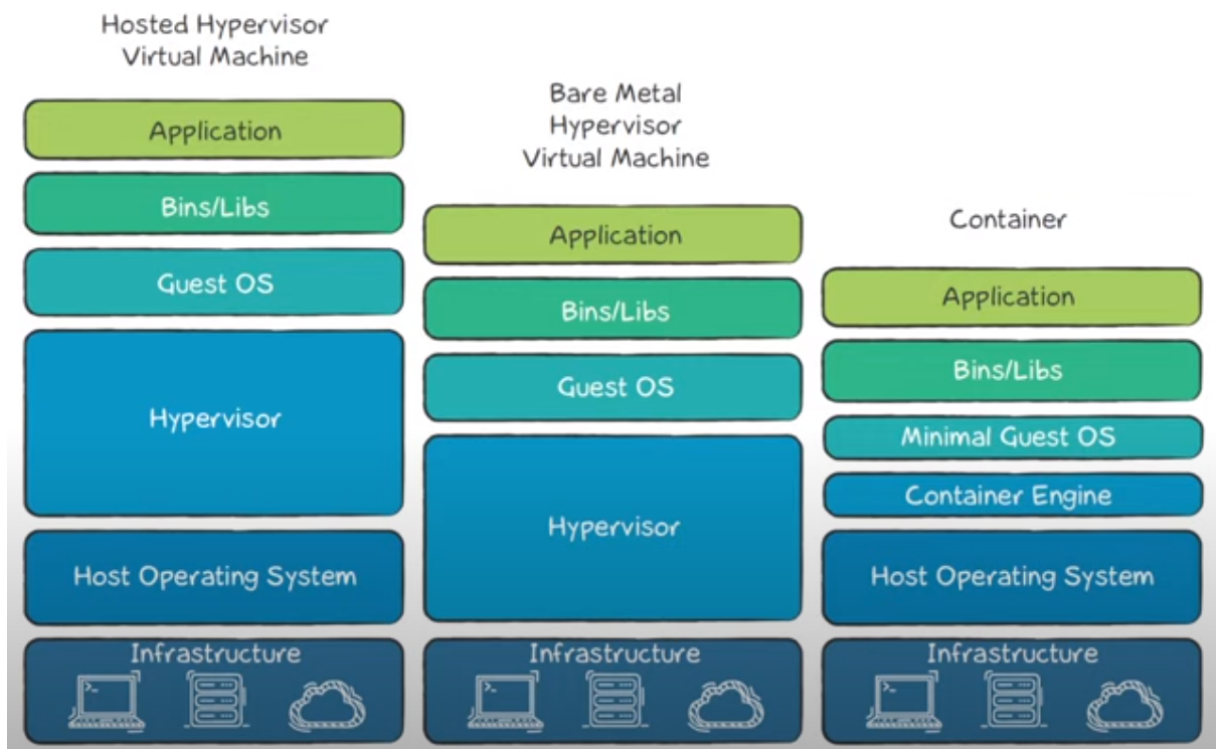 Hosted Hypervisor
Virtual Machine
Application
Bins/Libs
Guest OS
Hypervisor
Host Operating System
Infrastructure
>_
Bare Metal
Hypervisor
Virtual Machine
Application
Bins/Libs
Guest OS
Hypervisor
Infrastructure
>_
Container
Application
Bins/Libs
Minimal Guest OS
Container Engine
Host Operating System
Infrastructure
>_